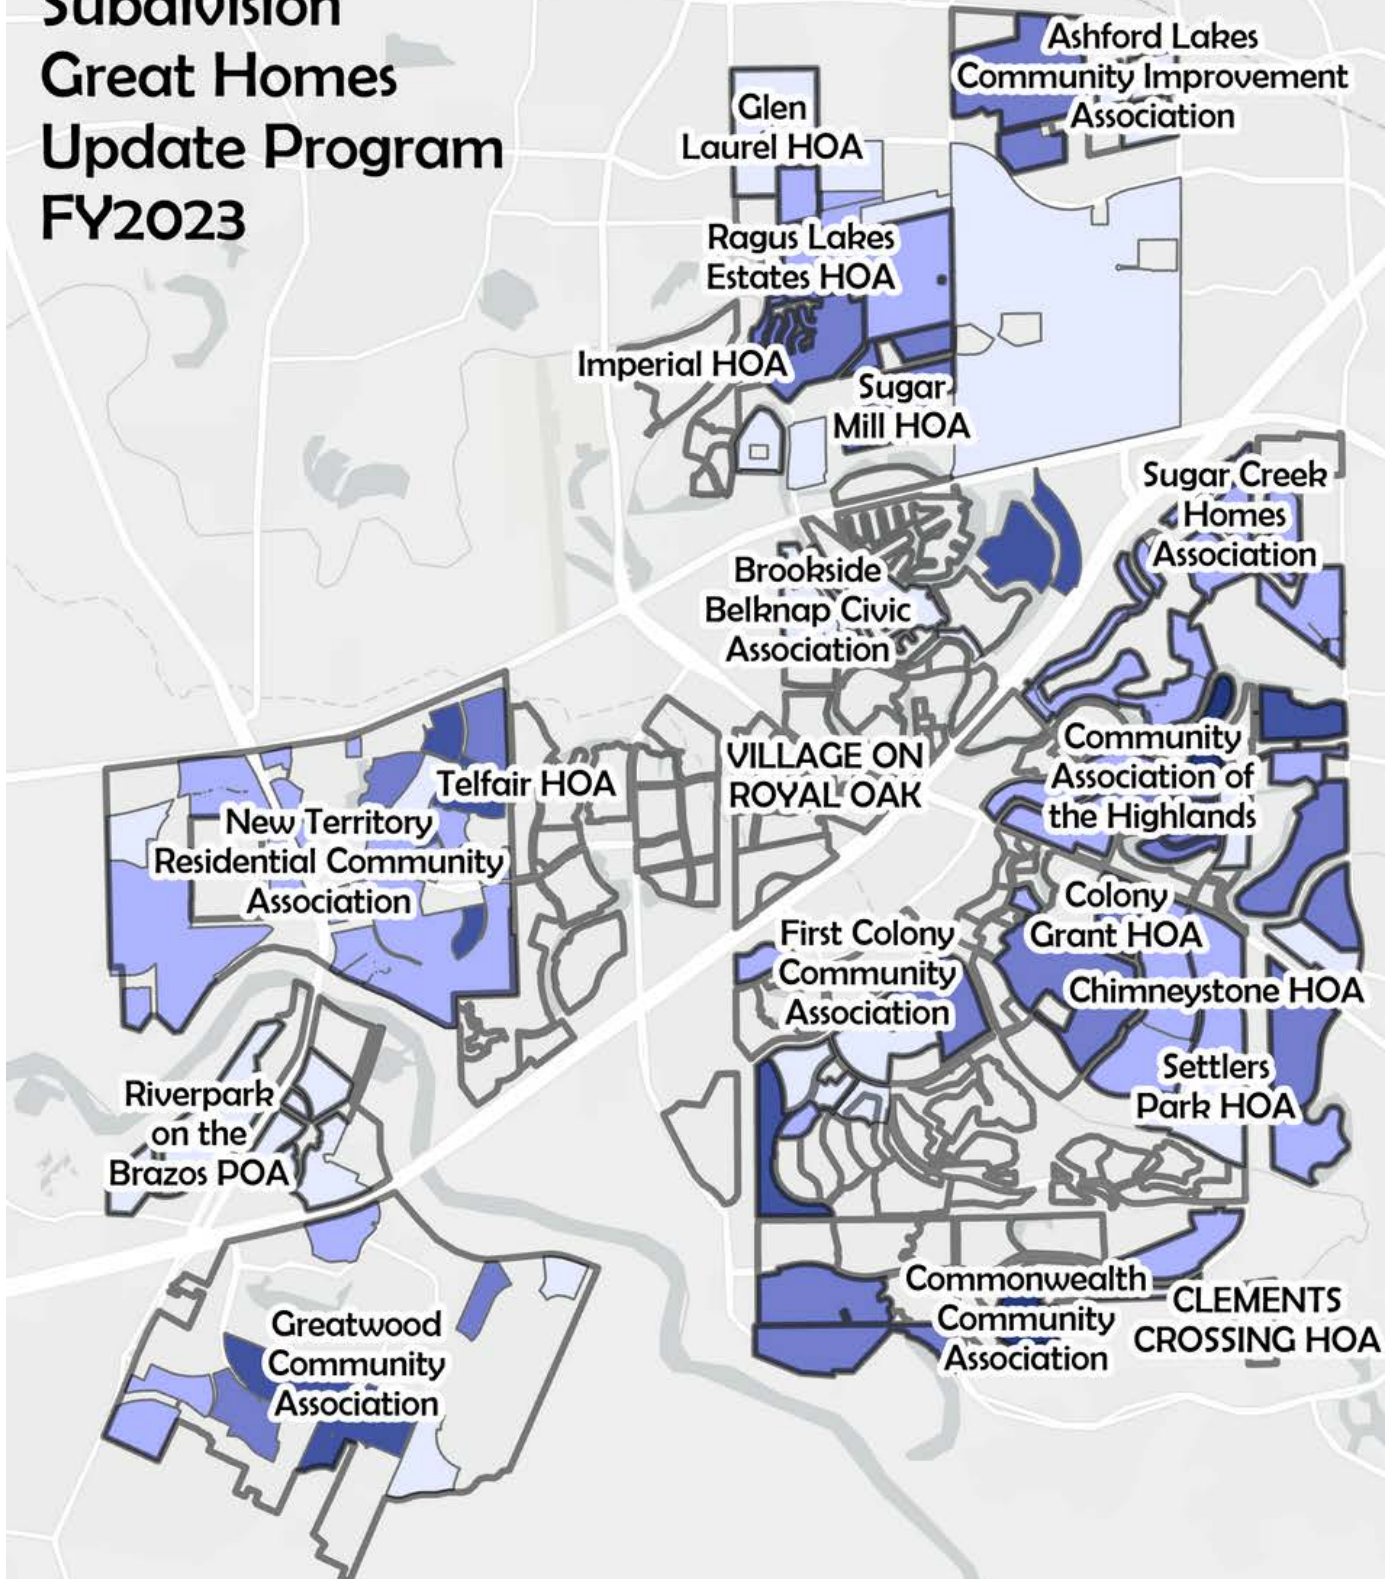 Subdivision
Great Homes
Update Program
FY2023
Ashford Lakes
Community Improvement
Association
Glen
Laurel HOA
Ragus Lakes
Estates HOA
Imperial HOA
Sugar
Mill HOA
Sugar Creek
Homes
Association
Brookside
Belknap Civic
Association
VILLAGE ON
ROYAL OAK
Community
Association of
the Highlands
Telfair HOA
New Territory
Residential Community
Association
Colony
Grant HOA
First Colony
Community
Association
Chimneystone HOA
Settlers
Park HOA
Riverpark
on the
Brazos POA
Commonwealth
Community
Association
CLEMENTS
CROSSING HOA
Greatwood
Community
Association